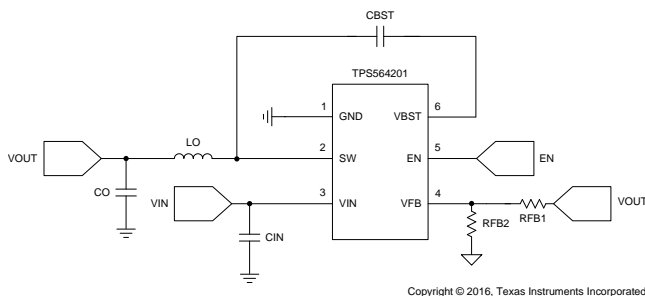 CBST
TPS564201
1 GND VBST 6
LO
VOUT 2 SW EN 5 EN
CO
VIN 3 VIN VFB 4 VOUT
RFB2 RFB1
CIN
Copyright © 2016, Texas Instruments Incorporated